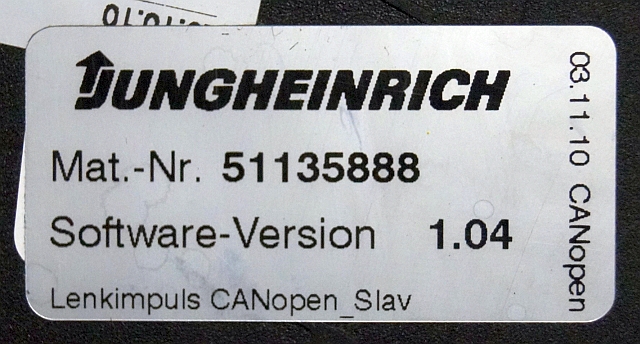 JUNGHEINRICH
Mat.-Nr. 51135888
Software-Version 1.04
Lenkimpuls CANopen_Slav
03.11.10 CANopen